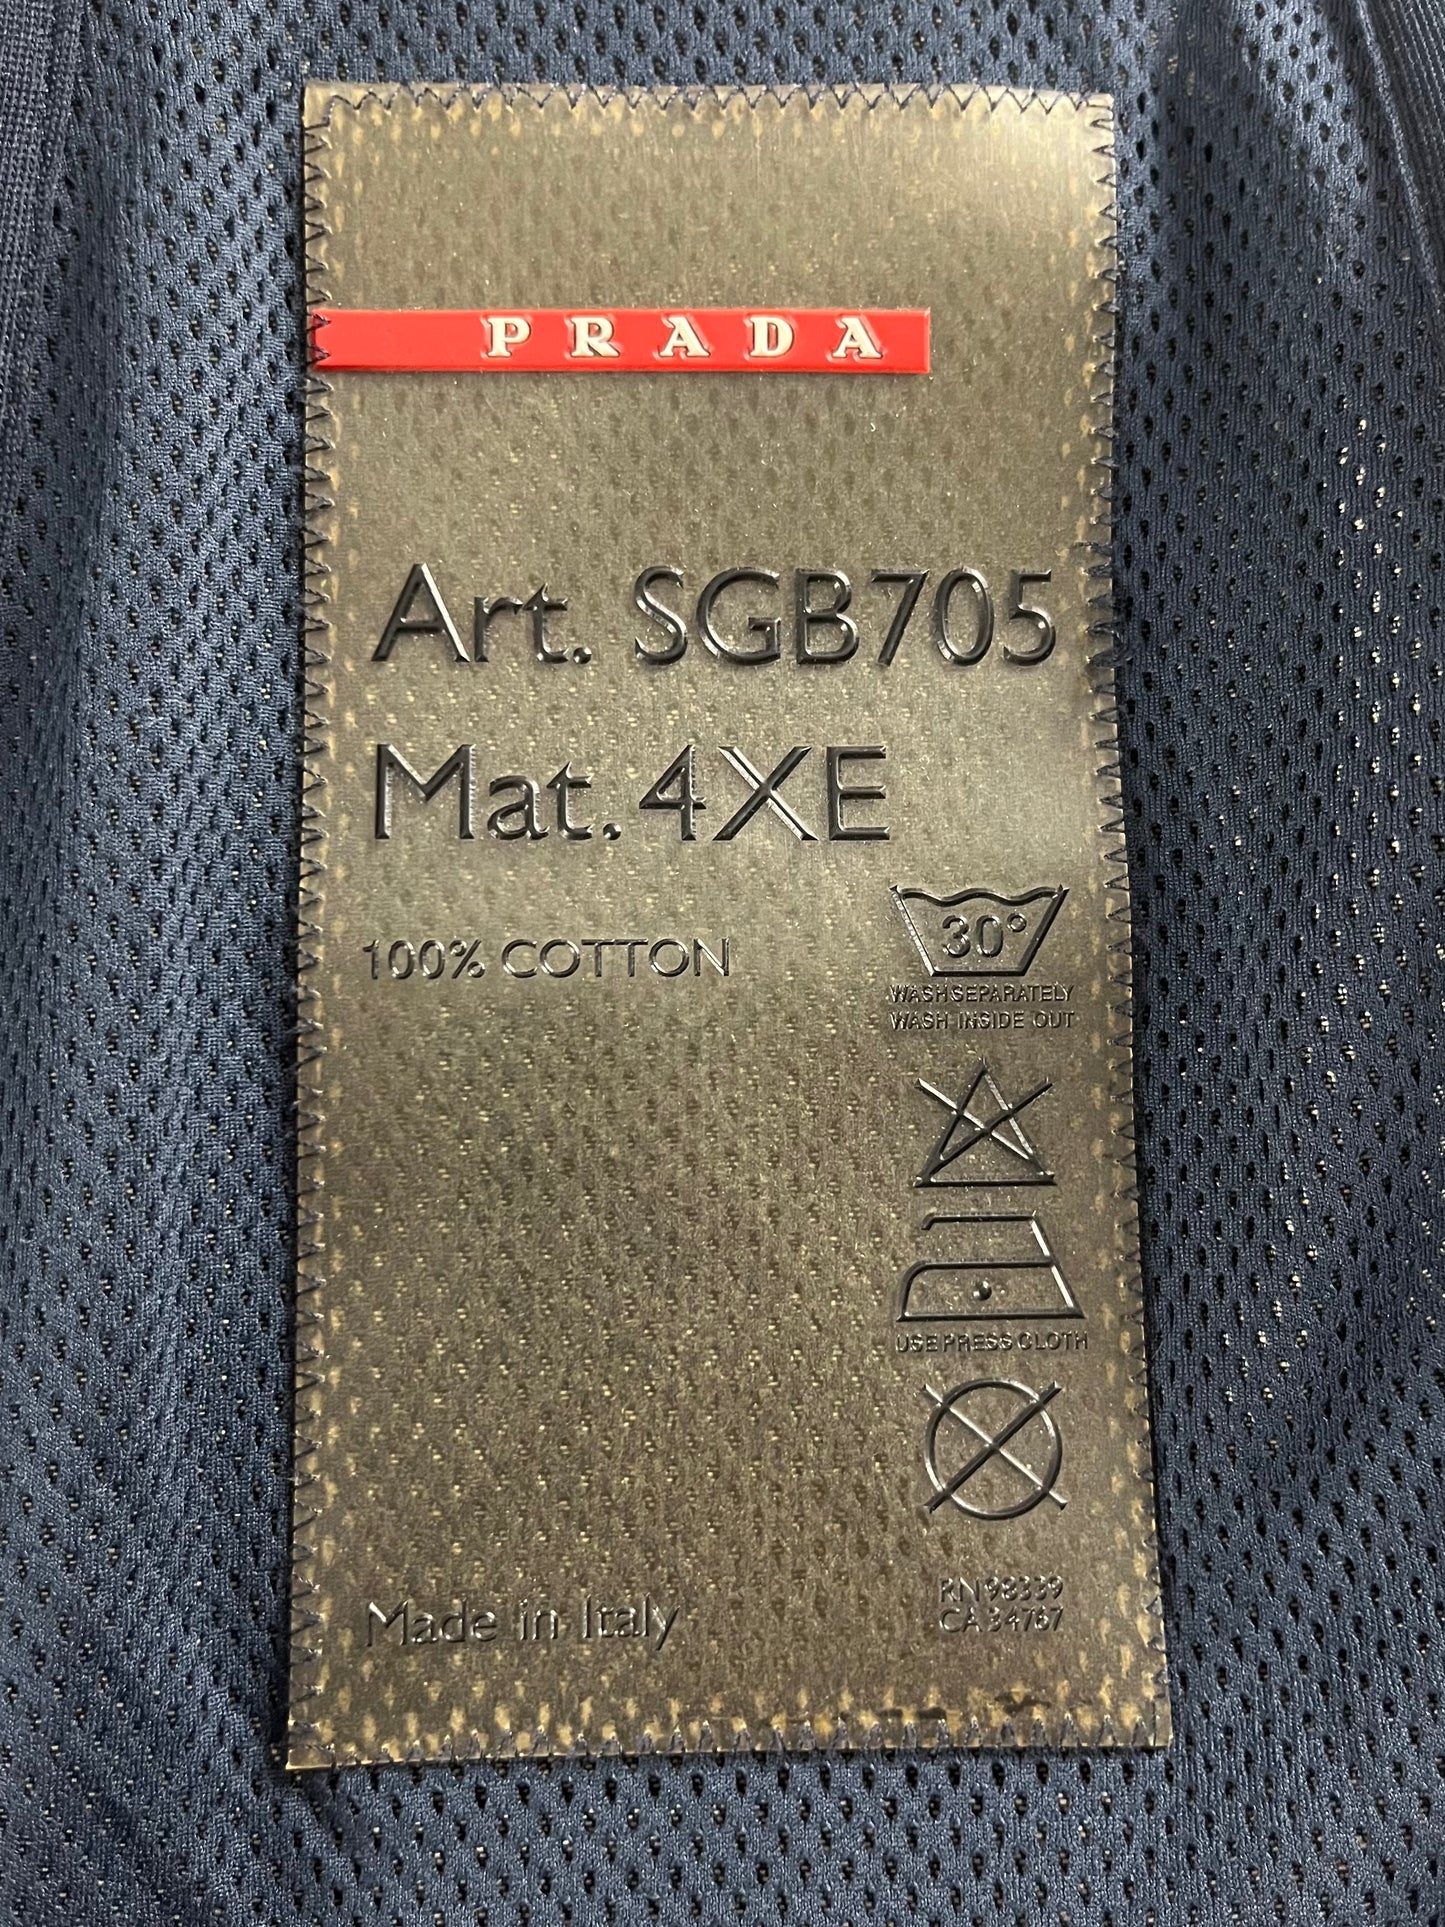 PRADA
Art. SGB705
Mat. 4XE
100% COTTON
30°
WASH SEPARATELY
WASH INSIDE OUT
USE PRESS CLOTH
Made in Italy
RN 98339
CA 34767